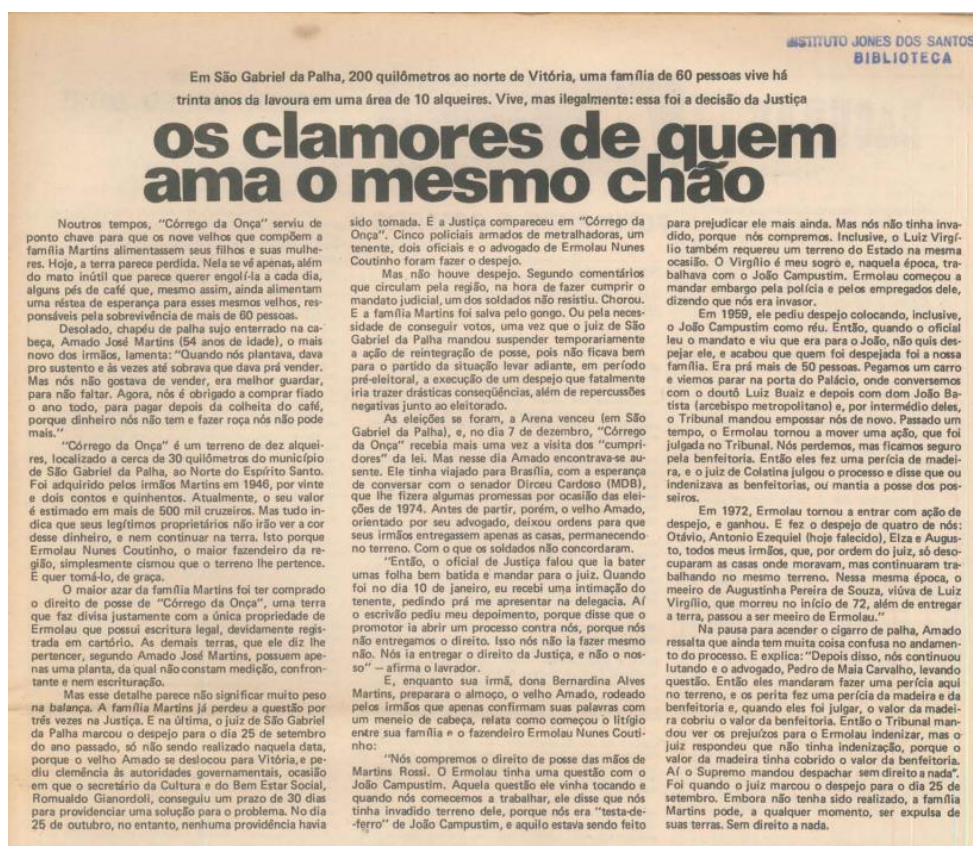 INSTITUTO JONES DOS SANTOS
BIBLIOTECA
Em São Gabriel da Palha, 200 quilômetros ao norte de Vitória, uma família de 60 pessoas vive há
trinta anos da lavoura em uma área de 10 alqueires. Vive, mas ilegalmente: essa foi a decisão da Justiça
os clamores de quem
ama o mesmo chão
Noutros tempos, "Córrego da Onça" serviu de
ponto chave para que os nove velhos que compõem a
família Martins alimentassem seus filhos e suas mulhe-
res. Hoje, a terra parece perdida. Nela se vê apenas, além
do mato inútil que parece querer engolí-la a cada dia,
alguns pés de café que, mesmo assim, ainda alimentam
uma réstea de esperança para esses mesmos velhos, res-
ponsáveis pela sobrevivência de mais de 60 pessoas.
Desolado, chapéu de palha sujo enterrado na ca-
beça, Amado José Martins (54 anos de idade), o mais
novo dos irmãos, lamenta: "Quando nós plantava, dava
pro sustento e às vezes até sobrava que dava prá vender.
Mas nós não gostava de vender, era melhor guardar,
para não faltar. Agora, nós é obrigado a comprar fiado
o ano todo, para pagar depois da colheita do café,
porque dinheiro nós não tem e fazer roça nós não pode
mais."
"Córrego da Onça" é um terreno de dez alquei-
res, localizado a cerca de 30 quilômetros do município
de São Gabriel da Palha, ao Norte do Espírito Santo.
Foi adquirido pelos irmãos Martins em 1946, por vinte
e dois contos e quinhentos. Atualmente, o seu valor
é estimado em mais de 500 mil cruzeiros. Mas tudo in-
dica que seus legítimos proprietários não irão ver a cor
desse dinheiro, e nem continuar na terra. Isto porque
Ermolau Nunes Coutinho, o maior fazendeiro da re-
gião, simplesmente cismou que o terreno lhe pertence.
E quer tomá-lo, de graça.
O maior azar da família Martins foi ter comprado
o direito de posse de "Córrego da Onça", uma terra
que faz divisa justamente com a única propriedade de
Ermolau que possui escritura legal, devidamente regis-
trada em cartório. As demais terras, que ele diz lhe
pertencer, segundo Amado José Martins, possuem ape-
nas uma planta, da qual não constam medição, confron-
tante e nem escrituração.
Mas esse detalhe parece não significar muito peso
na balança. A família Martins já perdeu a questão por
três vezes na Justiça. E na última, o juiz de São Gabriel
da Palha marcou o despejo para o dia 25 de setembro
do ano passado, só não sendo realizado naquela data,
porque o velho Amado se deslocou para Vitória, e pe-
diu clemência às autoridades governamentais, ocasião
em que o secretário da Cultura e do Bem Estar Social,
Romualdo Gianordoli, conseguiu um prazo de 30 dias
para providenciar uma solução para o problema. No dia
25 de outubro, no entanto, nenhuma providência havia
sido tomada. E a Justiça compareceu em "Córrego da
Onça". Cinco policiais armados de metralhadoras, um
tenente, dois oficiais e o advogado de Ermolau Nunes
Coutinho foram fazer o despejo.
Mas não houve despejo. Segundo comentários
que circulam pela região, na hora de fazer cumprir o
mandato judicial, um dos soldados não resistiu. Chorou.
E a família Martins foi salva pelo gongo. Ou pela neces-
sidade de conseguir votos, uma vez que o juiz de São
Gabriel da Palha mandou suspender temporariamente
a ação de reintegração de posse, pois não ficava bem
para o partido da situação levar adiante, em período
pré-eleitoral, a execução de um despejo que fatalmente
iria trazer drásticas conseqüências, além de repercussões
negativas junto ao eleitorado.
As eleições se foram, a Arena venceu (em São
Gabriel da Palha), e, no dia 7 de dezembro, "Córrego
da Onça" recebia mais uma vez a visita dos "cumpri-
dores" da lei. Mas nesse dia Amado encontrava-se au-
sente. Ele tinha viajado para Brasília, com a esperança
de conversar com o senador Dirceu Cardoso (MDB),
que lhe fizera algumas promessas por ocasião das elei-
ções de 1974. Antes de partir, porém, o velho Amado,
orientado por seu advogado, deixou ordens para que
seus irmãos entregassem apenas as casas, permanecendo
no terreno. Com o que os soldados não concordaram.
"Então, o oficial de Justiça falou que ia bater
umas folha bem batida e mandar para o juiz. Quando
foi no dia 10 de janeiro, eu recebi uma intimação do
tenente, pedindo prá me apresentar na delegacia. Aí
o escrivão pediu meu depoimento, porque disse que o
promotor ia abrir um processo contra nós, porque nós
não entregamos o direito. Isso nós não ia fazer mesmo
não. Nós ia entregar o direito da Justiça, e não o nos-
so" — afirma o lavrador.
E, enquanto sua irmã, dona Bernardina Alves
Martins, preparara o almoço, o velho Amado, rodeado
pelos irmãos que apenas confirmam suas palavras com
um meneio de cabeça, relata como começou o litígio
entre sua família e o fazendeiro Ermolau Nunes Couti-
nho:
"Nós compremos o direito de posse das mãos de
Martins Rossi. O Ermolau tinha uma questão com o
João Campustim. Aquela questão ele vinha tocando e
quando nós comecemos a trabalhar, ele disse que nós
tinha invadido terreno dele, porque nós era "testa-de-
-ferro" de João Campustim, e aquilo estava sendo feito
para prejudicar ele mais ainda. Mas nós não tinha inva-
dido, porque nós compremos. Inclusive, o Luiz Virgí-
lio também requereu um terreno do Estado na mesma
ocasião. O Virgílio é meu sogro e, naquela época, tra-
balhava com o João Campustim. Ermolau começou a
mandar embargo pela polícia e pelos empregados dele,
dizendo que nós era invasor.
Em 1959, ele pediu despejo colocando, inclusive,
o João Campustim como réu. Então, quando o oficial
leu o mandato e viu que era para o João, não quis des-
pejar ele, e acabou que quem foi despejada foi a nossa
família. Era prá mais de 50 pessoas. Pegamos um carro
e viemos parar na porta do Palácio, onde conversemos
com o doutô Luiz Buaiz e depois com dom João Ba-
tista (arcebispo metropolitano) e, por intermédio deles,
o Tribunal mandou empossar nós de novo. Passado um
tempo, o Ermolau tornou a mover uma ação, que foi
julgada no Tribunal. Nós perdemos, mas ficamos seguro
pela benfeitoria. Então eles fez uma perícia de madei-
ra, e o juiz de Colatina julgou o processo e disse que ou
indenizava as benfeitorias, ou mantia a posse dos pos-
seiros.
Em 1972, Ermolau tornou a entrar com ação de
despejo, e ganhou. E fez o despejo de quatro de nós:
Otávio, Antonio Ezequiel (hoje falecido), Elza e Augus-
to, todos meus irmãos, que, por ordem do juiz, só deso-
cuparam as casas onde moravam, mas continuaram tra-
balhando no mesmo terreno. Nessa mesma época, o
meeiro de Augustinha Pereira de Souza, viúva de Luiz
Virgílio, que morreu no início de 72, além de entregar
a terra, passou a ser meeiro de Ermolau."
Na pausa para acender o cigarro de palha, Amado
ressalta que ainda tem muita coisa confusa no andamen-
to do processo. E explica: "Depois disso, nós continuou
lutando e o advogado, Pedro de Maia Carvalho, levando
questão. Então eles mandaram fazer uma perícia aqui
no terreno, e os perita fez uma perícia da madeira e da
benfeitoria e, quando eles foi julgar, o valor da madei-
ra cobriu o valor da benfeitoria. Então o Tribunal man-
dou ver os prejuízos para o Ermolau indenizar, mas o
juiz respondeu que não tinha indenização, porque o
valor da madeira tinha cobrido o valor da benfeitoria.
Aí o Supremo mandou despachar sem direito a nada".
Foi quando o juiz marcou o despejo para o dia 25 de
setembro. Embora não tenha sido realizado, a família
Martins pode, a qualquer momento, ser expulsa de
suas terras. Sem direito a nada.